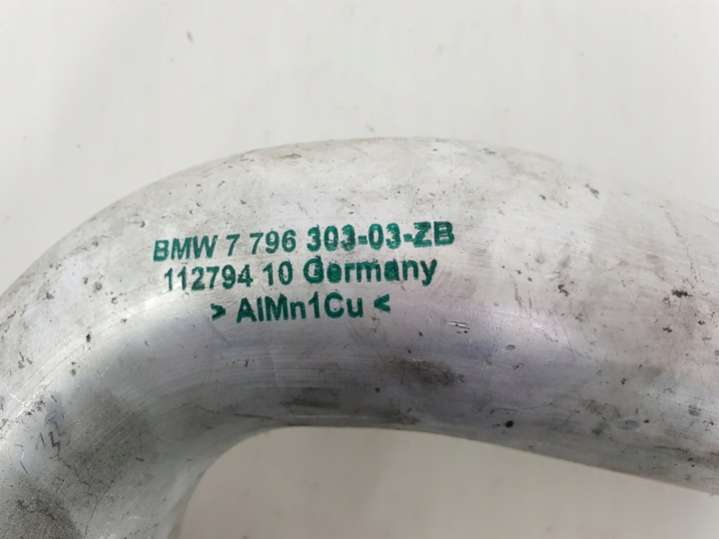 BMW 7 796 303-03-ZB
112794 10 Germany
> AlMn1Cu <